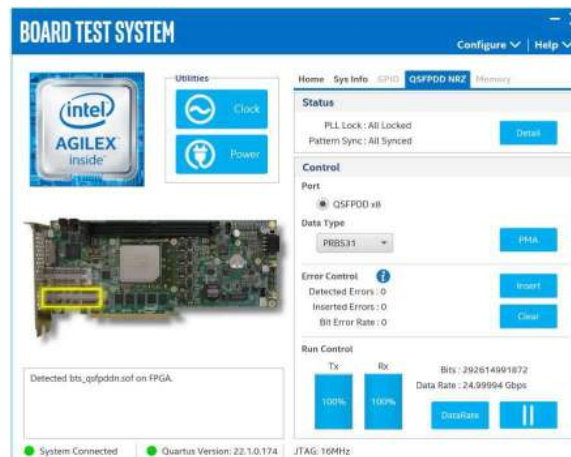 BOARD TEST SYSTEM
Configure Help
intel
AGILEX
inside
Utilities
Clock
Power
Home Sys Info GPIO QSFPDD NRZ Memory
Status
PLL Lock : All Locked
Pattern Sync : All Synced
Detail
Control
Port
QSFPDD x8
Data Type
PRBS31
PMA
Error Control
Detected Errors : 0
Inserted Errors : 0
Bit Error Rate : 0
Insert
Clear
Run Control
Tx Rx
100% 100%
Bits : 292614991872
Data Rate : 24.99994 Gbps
DataRate
Detected bts_qsfpddn.sof on FPGA.
System Connected Quartus Version: 22.1.0.174 JTAG: 16MHz